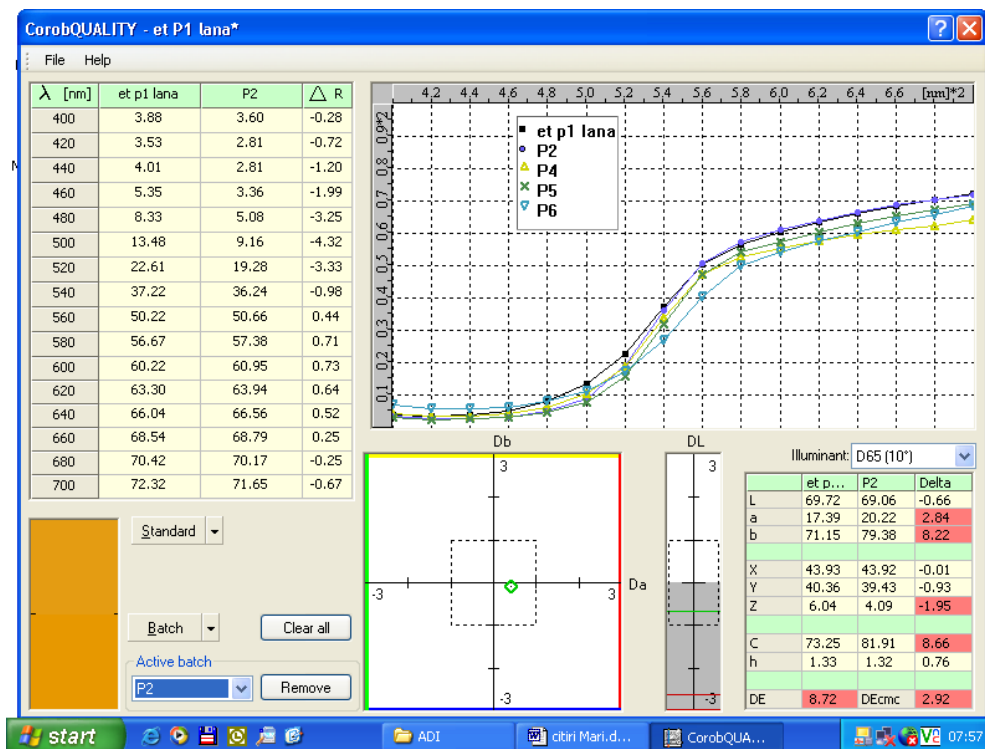 CorobQUALITY - et P1 lana*
File Help
λ [nm] et p1 lana P2 △ R
400 3.88 3.60 -0.28
420 3.53 2.81 -0.72
440 4.01 2.81 -1.20
460 5.35 3.36 -1.99
480 8.33 5.08 -3.25
500 13.48 9.16 -4.32
520 22.61 19.28 -3.33
540 37.22 36.24 -0.98
560 50.22 50.66 0.44
580 56.67 57.38 0.71
600 60.22 60.95 0.73
620 63.30 63.94 0.64
640 66.04 66.56 0.52
660 68.54 68.79 0.25
680 70.42 70.17 -0.25
700 72.32 71.65 -0.67
4,2 4,4 4,6 4,8 5,0 5,2 5,4 5,6 5,8 6,0 6,2 6,4 6,6 [nm]*2
0,9*2
0,8
0,7
0,6
0,5
0,4
0,3
0,2
0,1
et p1 lana
P2
P4
P5
P6
Standard
Batch
Clear all
Active batch
P2
Remove
Db
3
-3 3 Da
-3
DL
3
-3
Illuminant: D65 (10°)
et p... P2 Delta
L 69.72 69.06 -0.66
a 17.39 20.22 2.84
b 71.15 79.38 8.22
X 43.93 43.92 -0.01
Y 40.36 39.43 -0.93
Z 6.04 4.09 -1.95
C 73.25 81.91 8.66
h 1.33 1.32 0.76
DE 8.72 DEcmc 2.92
start
ADI
citiri Mari.d...
CorobQUA...
07:57